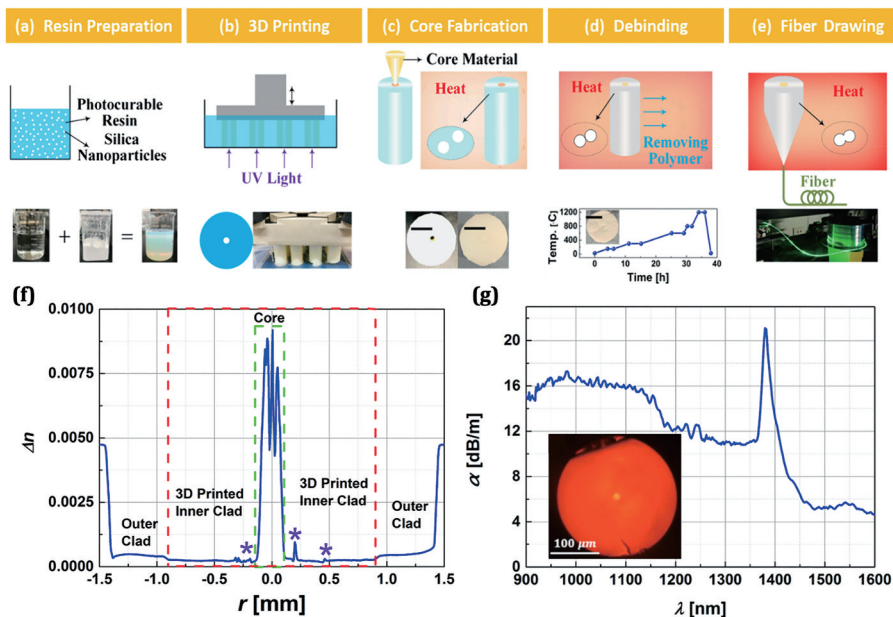 (a) Resin Preparation
(b) 3D Printing
(c) Core Fabrication
(d) Debinding
(e) Fiber Drawing
Photocurable
Resin
Silica
Nanoparticles
UV Light
Core Material
Heat
Heat
Removing
Polymer
Heat
Fiber
+
=
Temp. [◦C]
1200
800
400
0
0
10
20
30
40
Time [h]
(f)
0.0100
0.0075
0.0050
0.0025
0.0000
Δn
Core
3D Printed
Inner Clad
3D Printed
Inner Clad
Outer
Clad
Outer
Clad
*
*
*
-1.5
-1.0
-0.5
0.0
0.5
1.0
1.5
r [mm]
(g)
20
16
12
8
4
0
α [dB/m]
100 μm
900
1000
1100
1200
1300
1400
1500
1600
λ [nm]